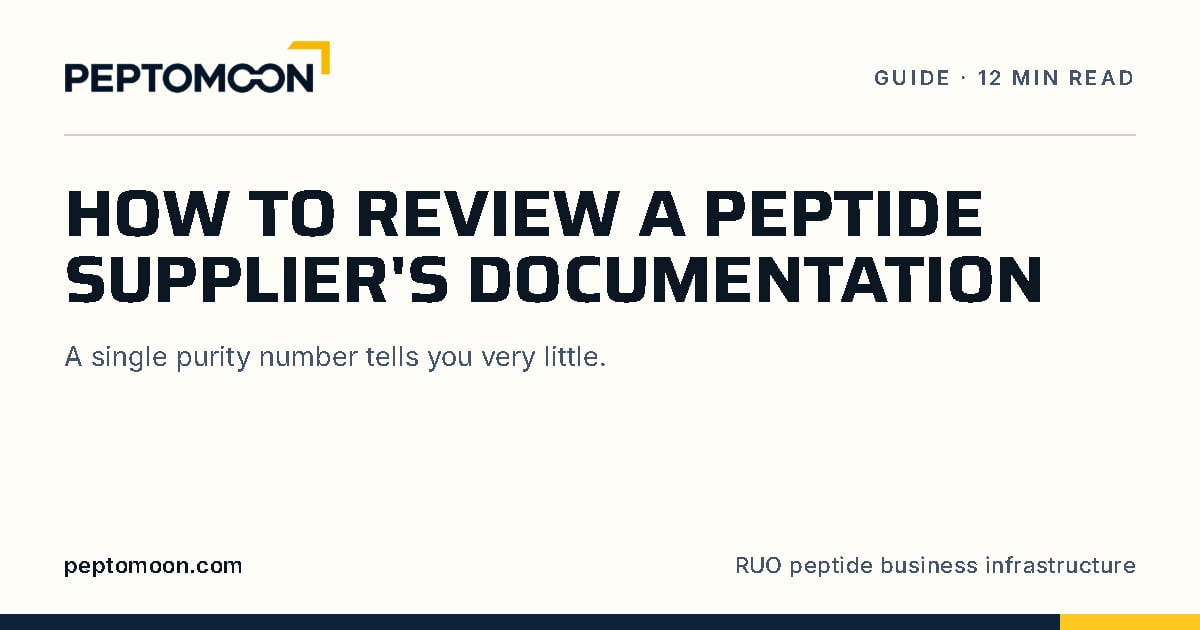 PEPTOMOON
GUIDE · 12 MIN READ
HOW TO REVIEW A PEPTIDE
SUPPLIER'S DOCUMENTATION
A single purity number tells you very little.
peptomoon.com
RUO peptide business infrastructure